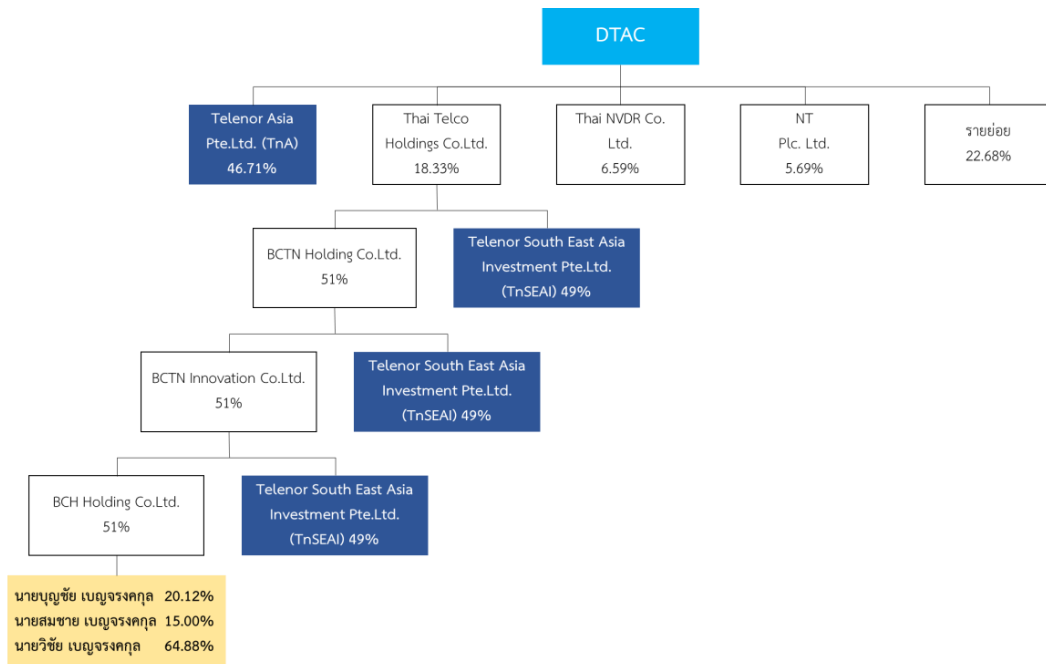 DTAC
Telenor Asia
Pte.Ltd. (TnA)
46.71%
Thai Telco
Holdings Co.Ltd.
18.33%
Thai NVDR Co.
Ltd.
6.59%
NT
Plc. Ltd.
5.69%
รายย่อย
22.68%
BCTN Holding Co.Ltd.
51%
Telenor South East Asia
Investment Pte.Ltd.
(TnSEAI) 49%
BCTN Innovation Co.Ltd.
51%
Telenor South East Asia
Investment Pte.Ltd.
(TnSEAI) 49%
BCH Holding Co.Ltd.
51%
Telenor South East Asia
Investment Pte.Ltd.
(TnSEAI) 49%
นายบุญชัย เบญจรงคกุล 20.12%
นายสมชาย เบญจรงคกุล 15.00%
นายวิชัย เบญจรงคกุล 64.88%